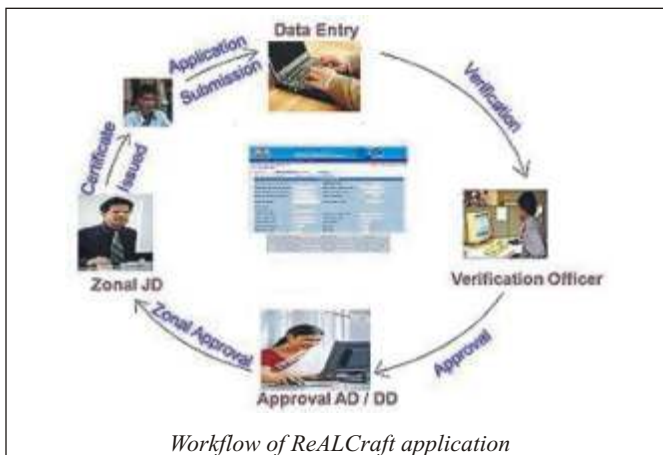 Data Entry
Application
Submission
Verification
Verification Officer
Approval
Approval AD / DD
Zonal Approval
Zonal JD
Certificate
Issued
Workflow of ReALCraft application